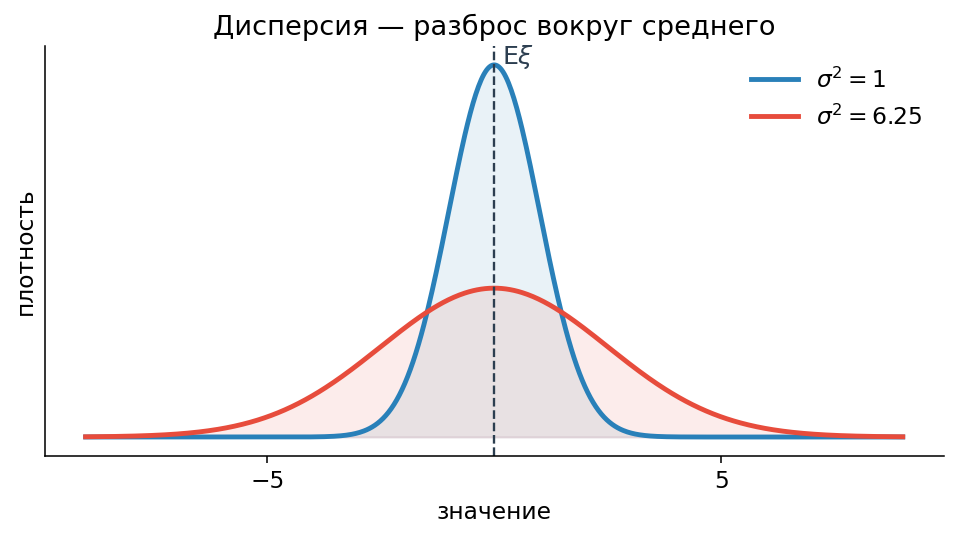 Дисперсия — разброс вокруг среднего
Eξ
σ² = 1
σ² = 6.25
плотность
−5
5
значение